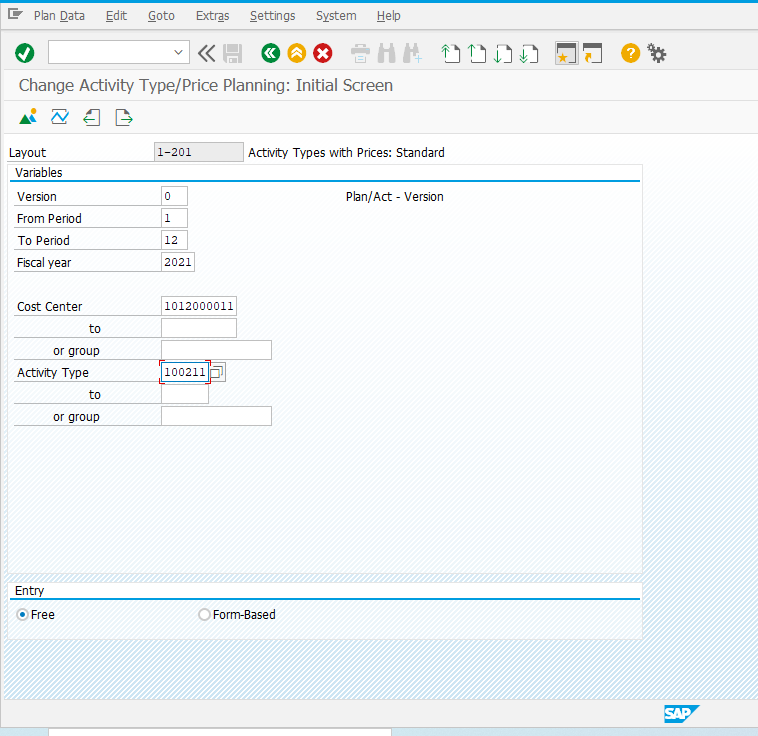 Plan Data Edit Goto Extras Settings System Help
Change Activity Type/Price Planning: Initial Screen
Layout 1-201 Activity Types with Prices: Standard
Variables
Version 0 Plan/Act - Version
From Period 1
To Period 12
Fiscal year 2021
Cost Center 1012000011
to
or group
Activity Type 100211
to
or group
Entry
Free Form-Based
SAP